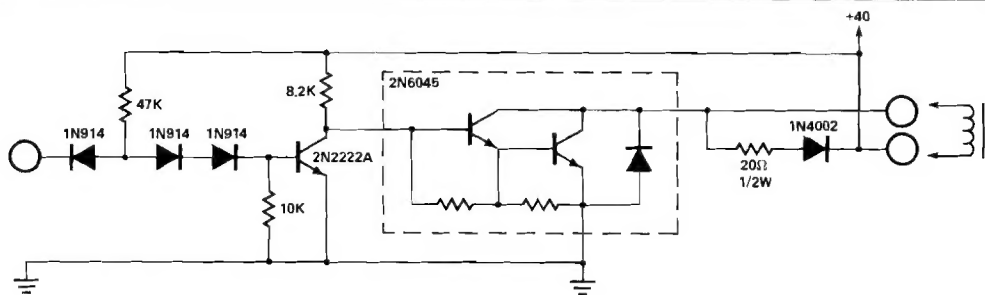 +40
2N6045
8.2K
47K
1N914
1N914
1N914
2N2222A
1N4002
20Ω
1/2W
10K